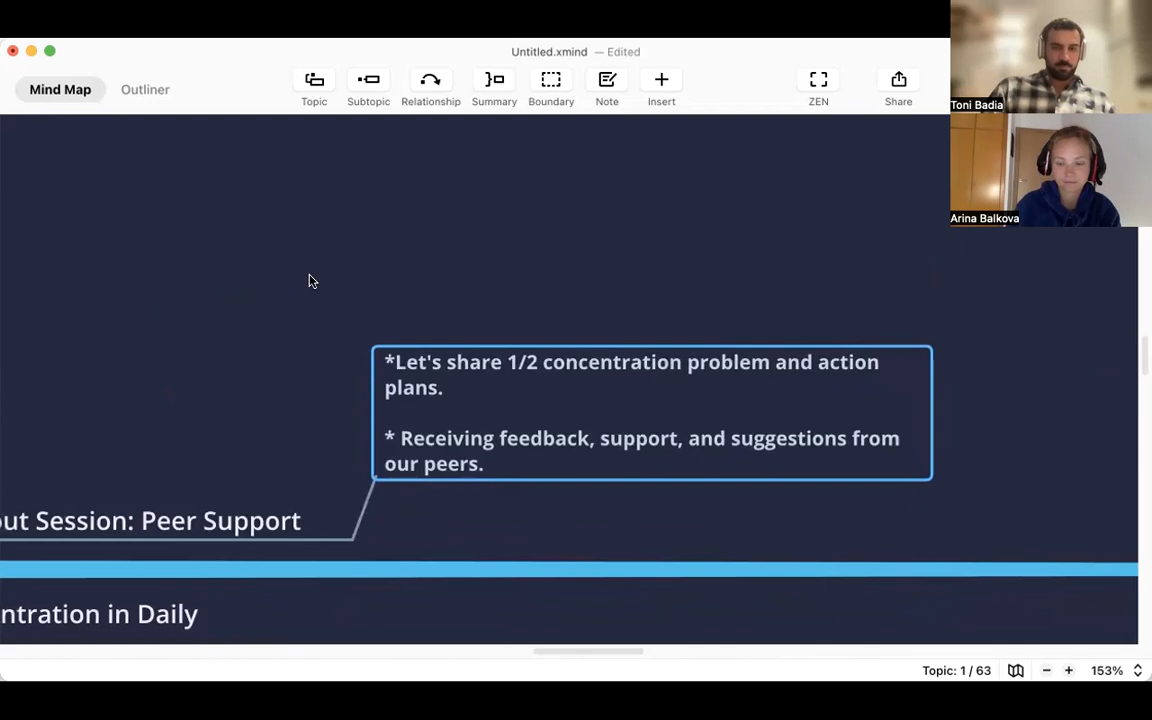 Untitled.xmind — Edited
Mind Map
Outliner
Topic
Subtopic
Relationship
Summary
Boundary
Note
Insert
ZEN
Share
Toni Badia
Arina Balkova
*Let's share 1/2 concentration problem and action
plans.
* Receiving feedback, support, and suggestions from
our peers.
out Session: Peer Support
ntration in Daily
Topic: 1 / 63
153%